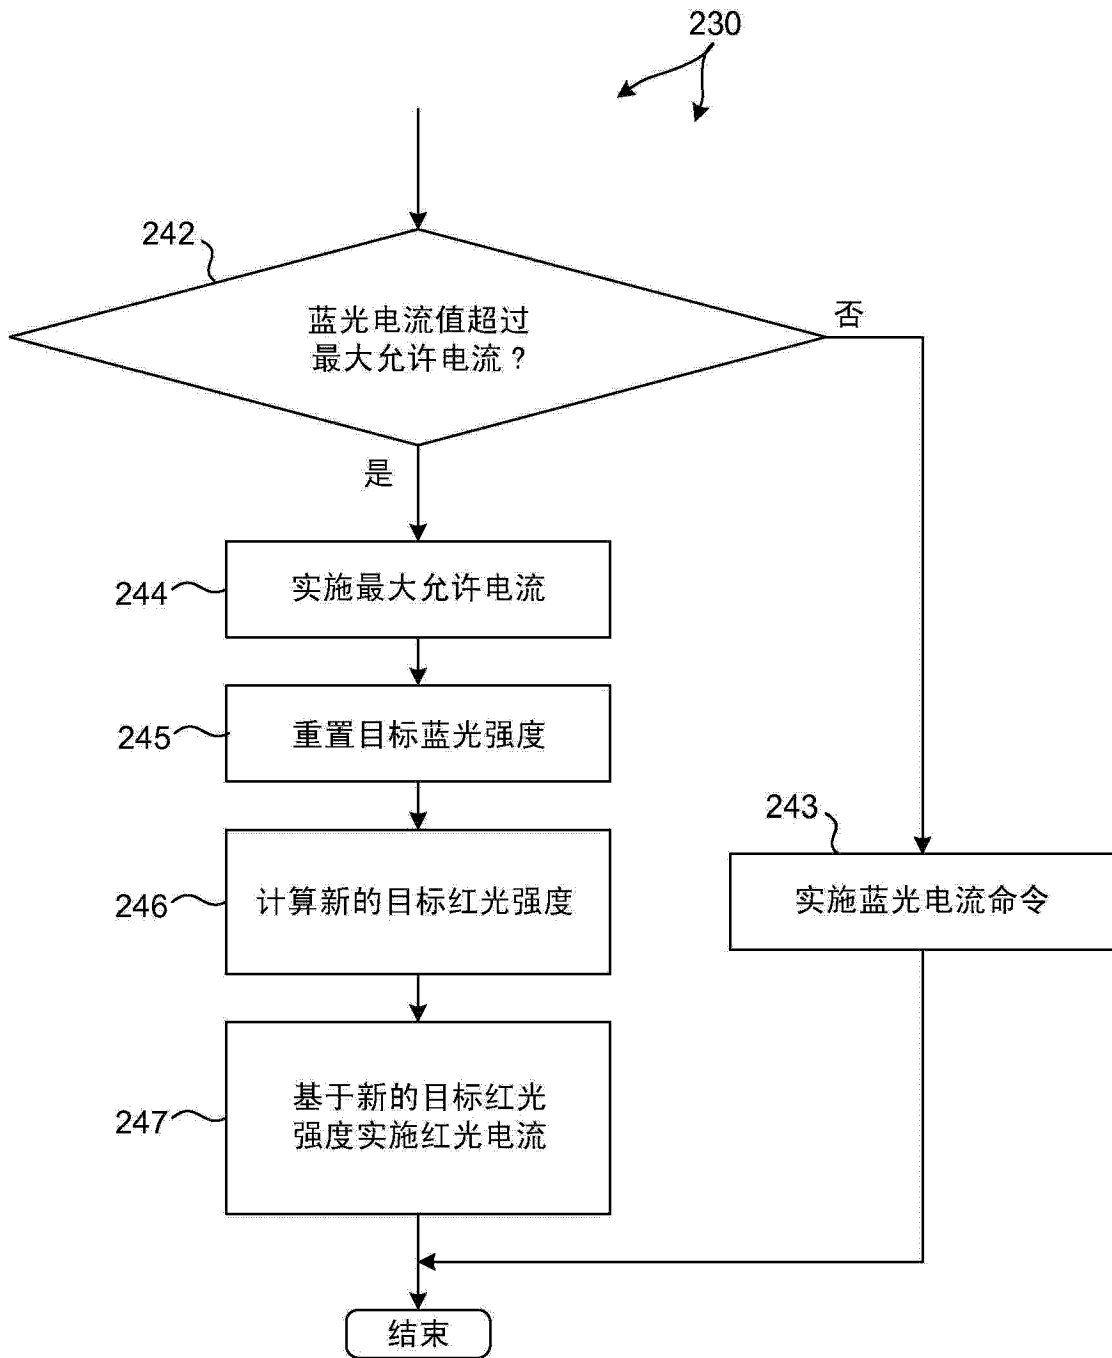 230
242
蓝光电流值超过
最大允许电流？
否
是
244
实施最大允许电流
245
重置目标蓝光强度
243
246
计算新的目标红光强度
实施蓝光电流命令
247
基于新的目标红光
强度实施红光电流
结束